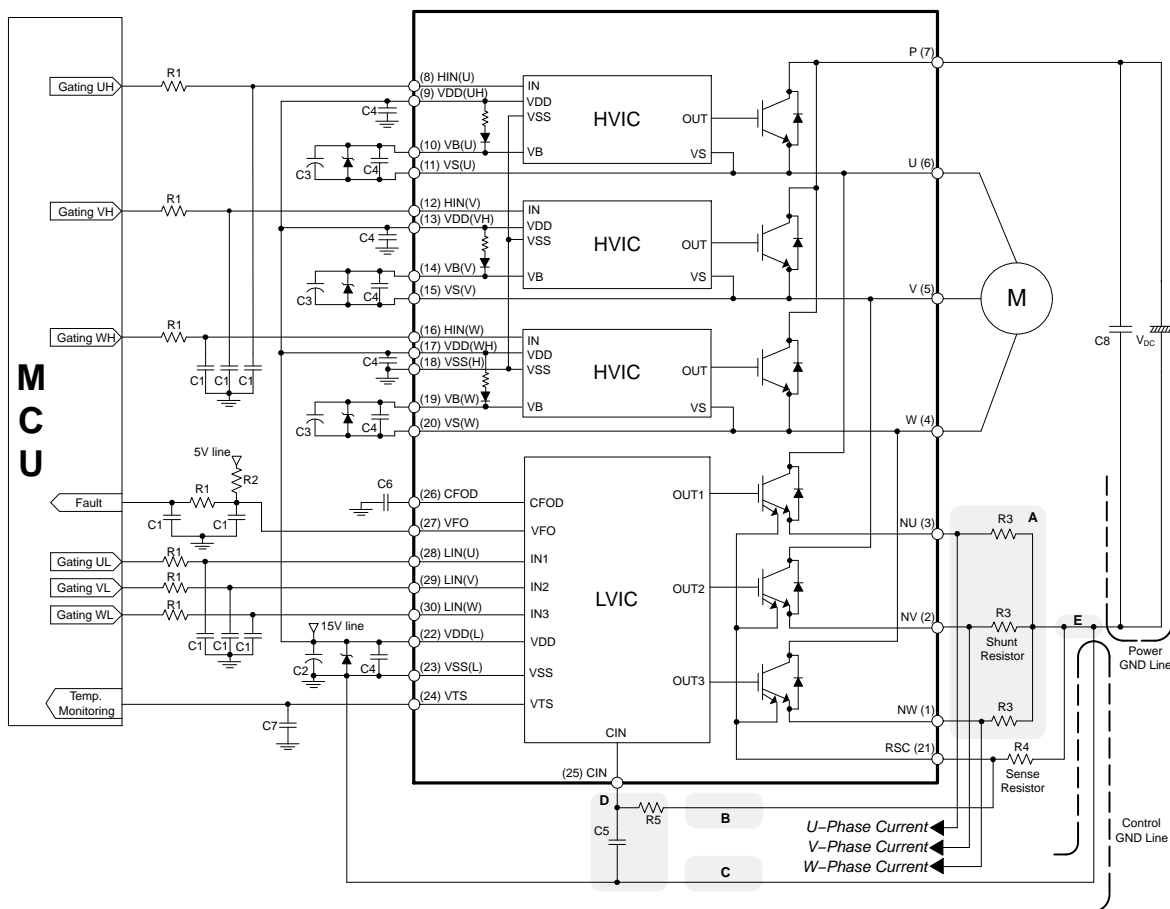 MCU
Gating UH
R1
(8) HIN(U)
(9) VDD(UH)
C4
IN
VDD
VSS
HVIC
OUT
VB
VS
P (7)
(10) VB(U)
(11) VS(U)
C3
C4
U (6)
Gating VH
R1
(12) HIN(V)
(13) VDD(VH)
C4
IN
VDD
VSS
HVIC
OUT
VB
VS
(14) VB(V)
(15) VS(V)
C3
C4
V (5)
M
C8
VDC
Gating WH
R1
(16) HIN(W)
(17) VDD(WH)
(18) VSS(H)
C4
IN
VDD
VSS
HVIC
OUT
VB
VS
C1
C1
C1
(19) VB(W)
(20) VS(W)
C3
C4
W (4)
5V line
R2
Fault
R1
C1
C1
C6
(26) CFOD
CFOD
(27) VFO
VFO
Gating UL
R1
(28) LIN(U)
IN1
Gating VL
R1
(29) LIN(V)
IN2
Gating WL
R1
(30) LIN(W)
IN3
C1
C1
C1
15V line
(22) VDD(L)
VDD
C2
C4
(23) VSS(L)
VSS
Temp.
Monitoring
(24) VTS
VTS
C7
LVIC
OUT1
OUT2
OUT3
CIN
(25) CIN
NU (3)
R3
A
NV (2)
R3
Shunt
Resistor
E
Power
GND Line
NW (1)
R3
RSC (21)
R4
Sense
Resistor
D
R5
B
C5
C
U−Phase Current
V−Phase Current
W−Phase Current
Control
GND Line